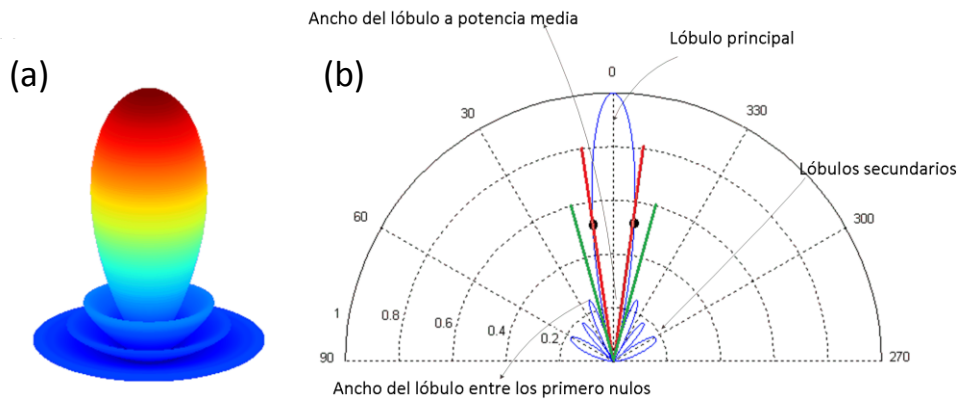 Ancho del lóbulo a potencia media
Lóbulo principal
(a)
(b)
0
30
330
Lóbulos secundarios
60
300
1
0.8
0.6
0.4
0.2
90
270
Ancho del lóbulo entre los primero nulos